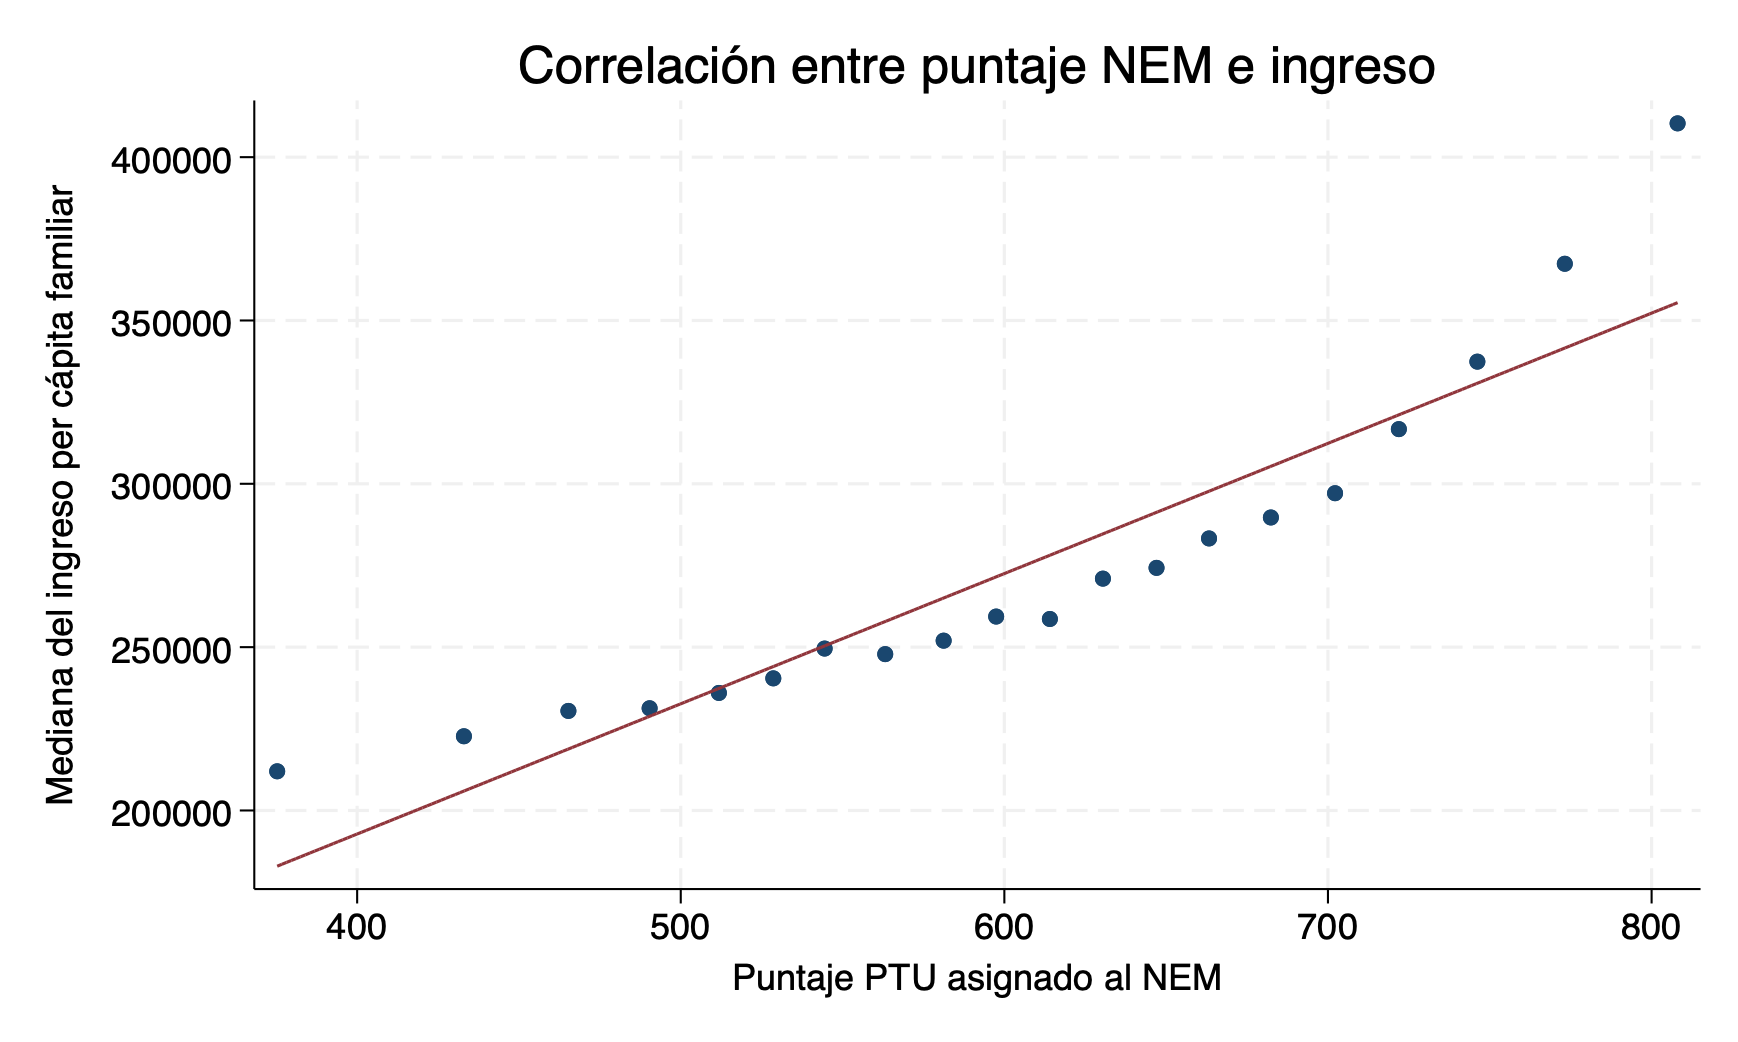 Correlación entre puntaje NEM e ingreso
Mediana del ingreso per cápita familiar
400000
350000
300000
250000
200000
400 500 600 700 800
Puntaje PTU asignado al NEM